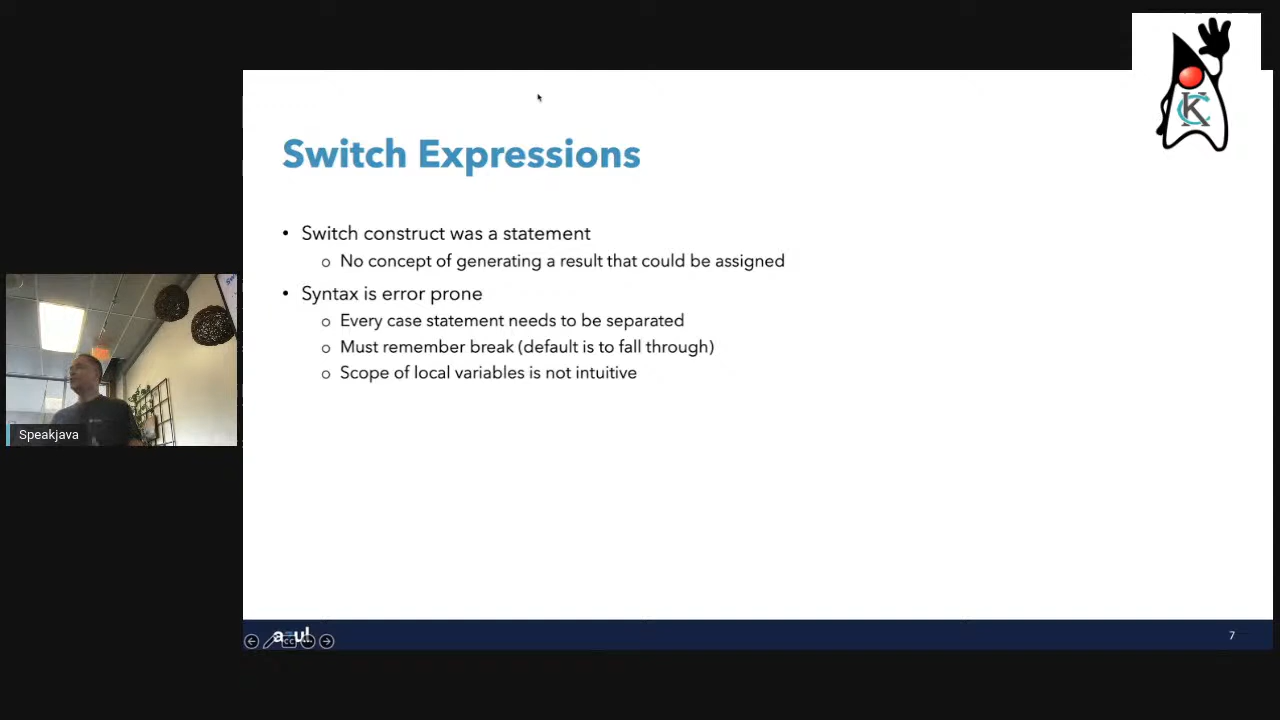 Switch Expressions
• Switch construct was a statement
o No concept of generating a result that could be assigned
• Syntax is error prone
o Every case statement needs to be separated
o Must remember break (default is to fall through)
o Scope of local variables is not intuitive
Speakjava
KC
azul
7